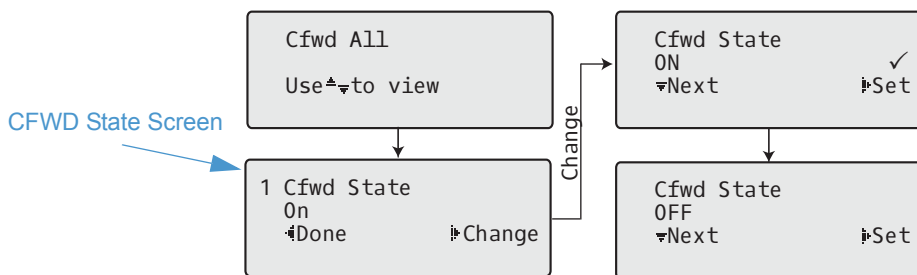 Cfwd All
Use to view
CFWD State Screen
1 Cfwd State
On
Done Change
Change
Cfwd State
ON ✓
Next Set
Cfwd State
OFF
Next Set